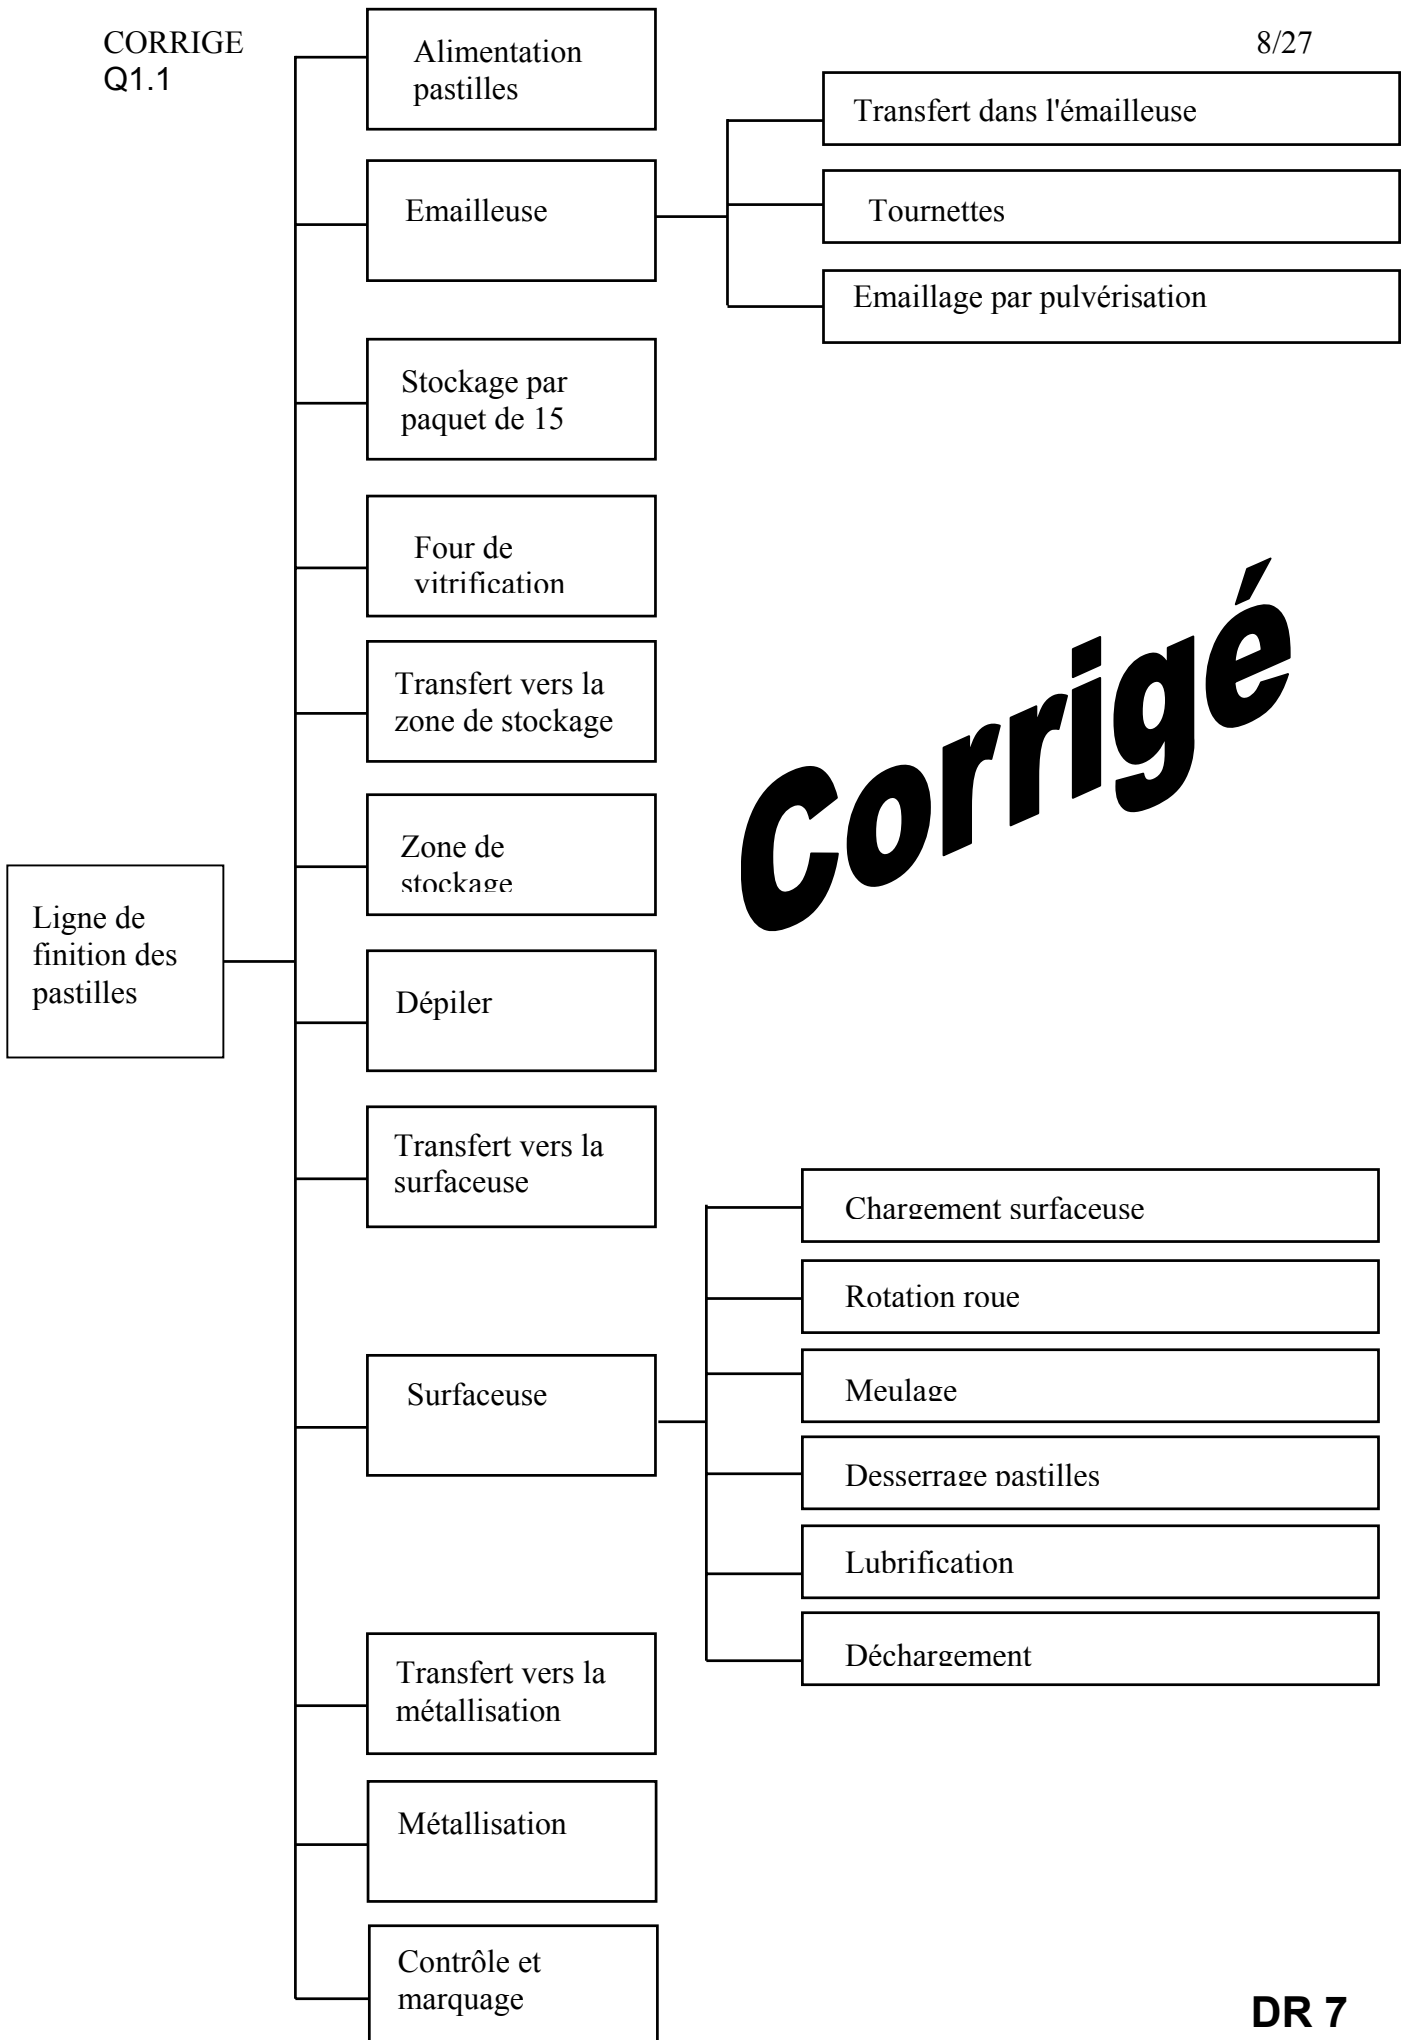 CORRIGE
Q1.1
8/27
Alimentation
pastilles
Transfert dans l'émailleuse
Emailleuse
Tournettes
Emaillage par pulvérisation
Stockage par
paquet de 15
Four de
vitrification
Transfert vers la
zone de stockage
Corrigé
Zone de
stockage
Ligne de
finition des
pastilles
Dépiler
Transfert vers la
surfaceuse
Chargement surfaceuse
Rotation roue
Surfaceuse
Meulage
Desserrage pastilles
Lubrification
Déchargement
Transfert vers la
métallisation
Métallisation
Contrôle et
marquage
DR 7